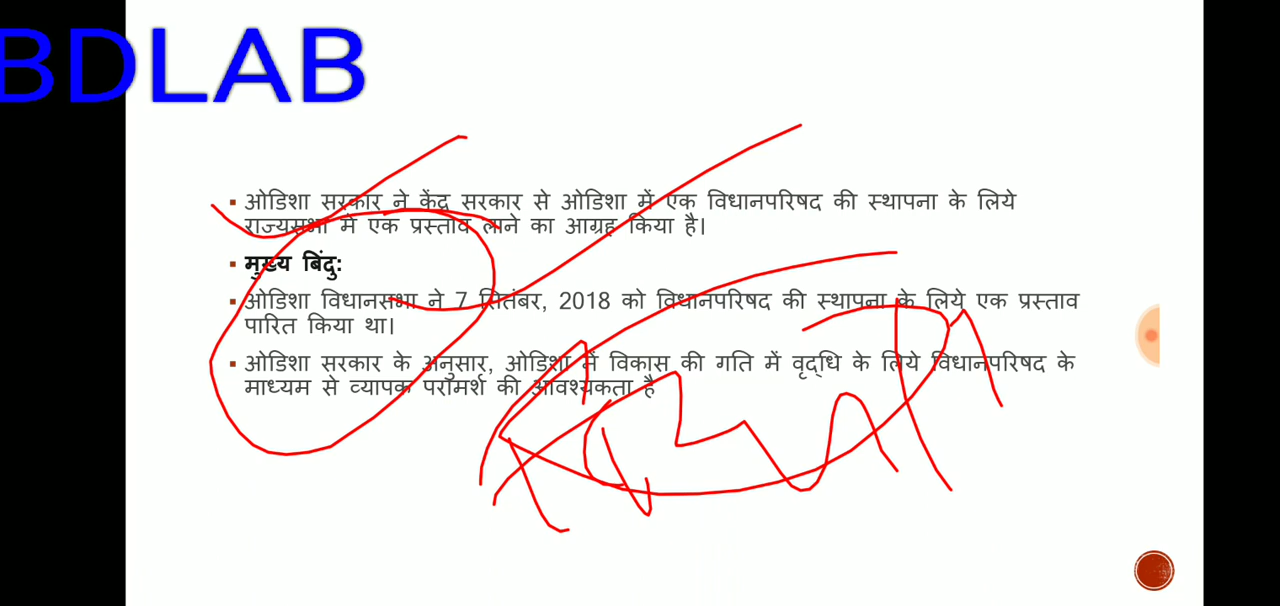 BDLAB
▪ ओडिशा सरकार ने केंद्र सरकार से ओडिशा में एक विधानपरिषद की स्थापना के लिये
राज्यसभा में एक प्रस्ताव लाने का आग्रह किया है।
▪ मुख्य बिंदु:
▪ ओडिशा विधानसभा ने 7 सितंबर, 2018 को विधानपरिषद की स्थापना के लिये एक प्रस्ताव
पारित किया था।
▪ ओडिशा सरकार के अनुसार, ओडिशा में विकास की गति में वृद्धि के लिये विधानपरिषद के
माध्यम से व्यापक परामर्श की आवश्यकता है